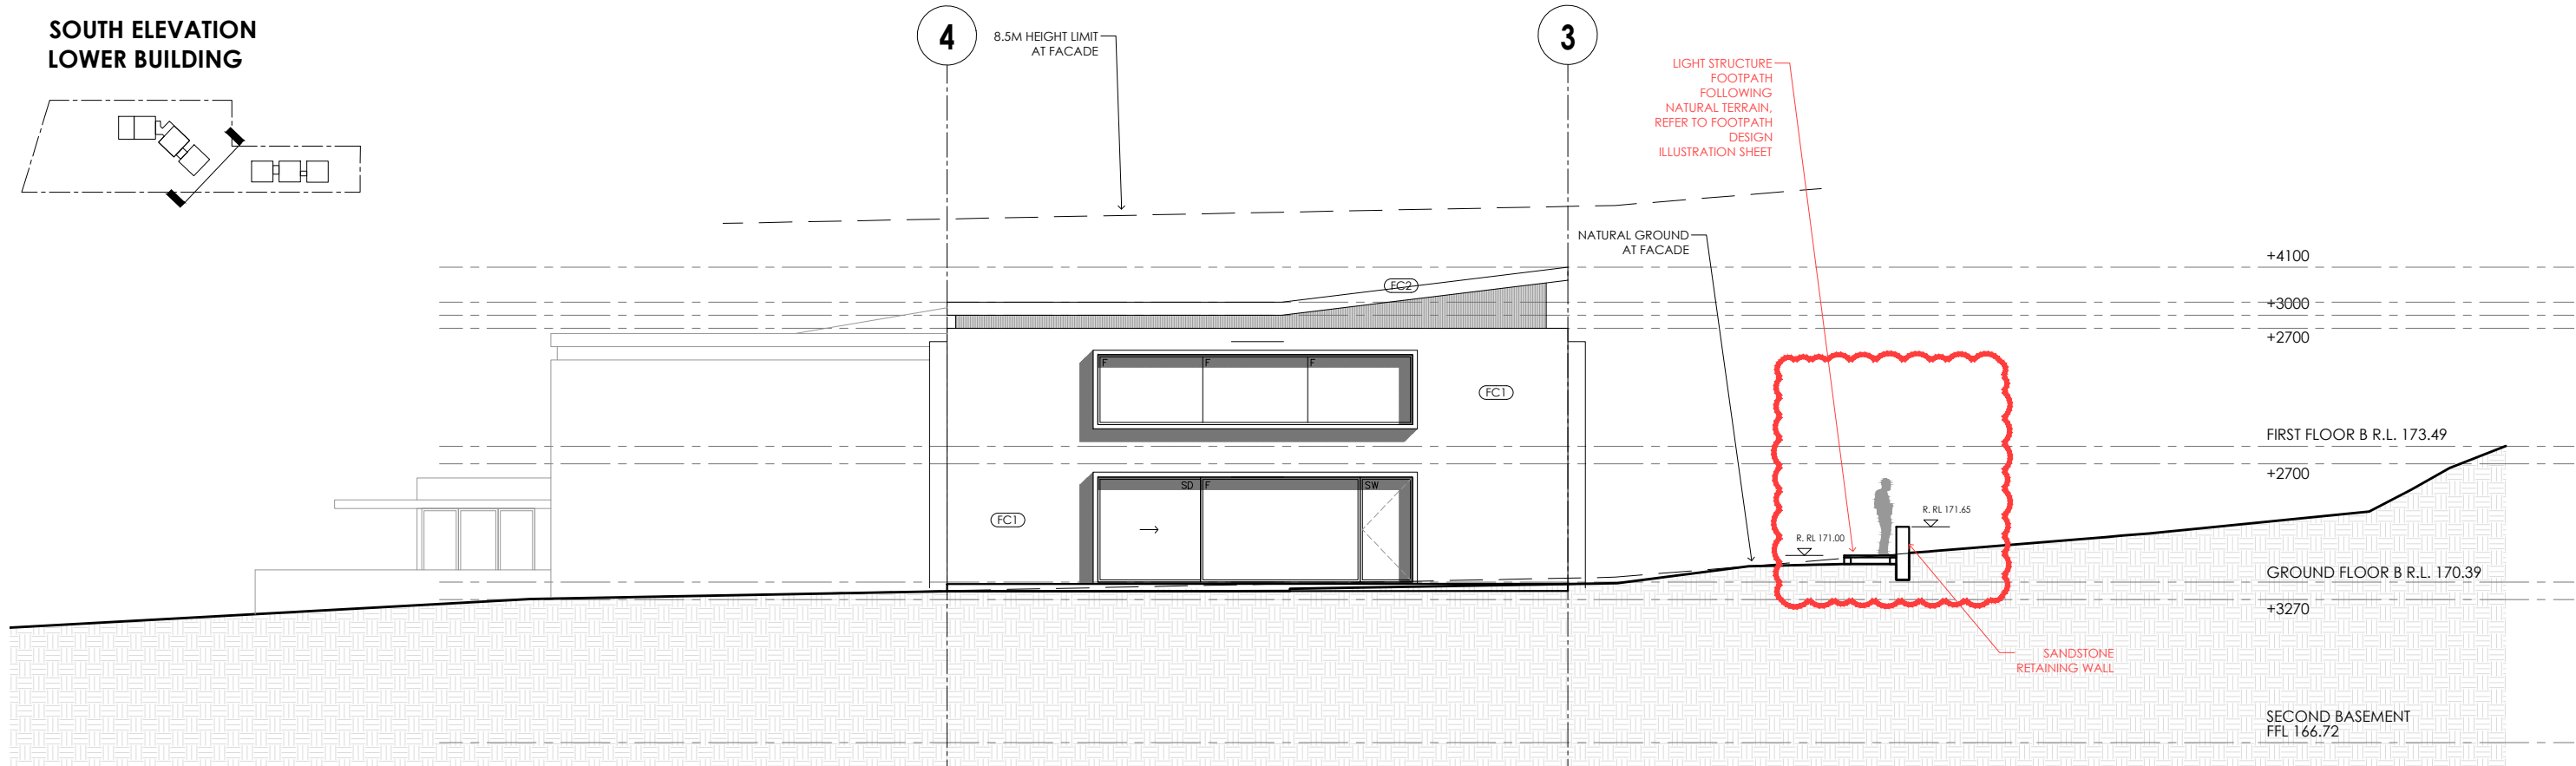 SOUTH ELEVATION
LOWER BUILDING
4
8.5M HEIGHT LIMIT
AT FACADE
3
LIGHT STRUCTURE
FOOTPATH
FOLLOWING
NATURAL TERRAIN,
REFER TO FOOTPATH
DESIGN
ILLUSTRATION SHEET
NATURAL GROUND
AT FACADE
+4100
FC2
+3000
+2700
F
F
F
FC1
FIRST FLOOR B R.L. 173.49
+2700
SD
F
SW
FC1
R. RL 171.65
R. RL 171.00
GROUND FLOOR B R.L. 170.39
+3270
SANDSTONE
RETAINING WALL
SECOND BASEMENT
FFL 166.72